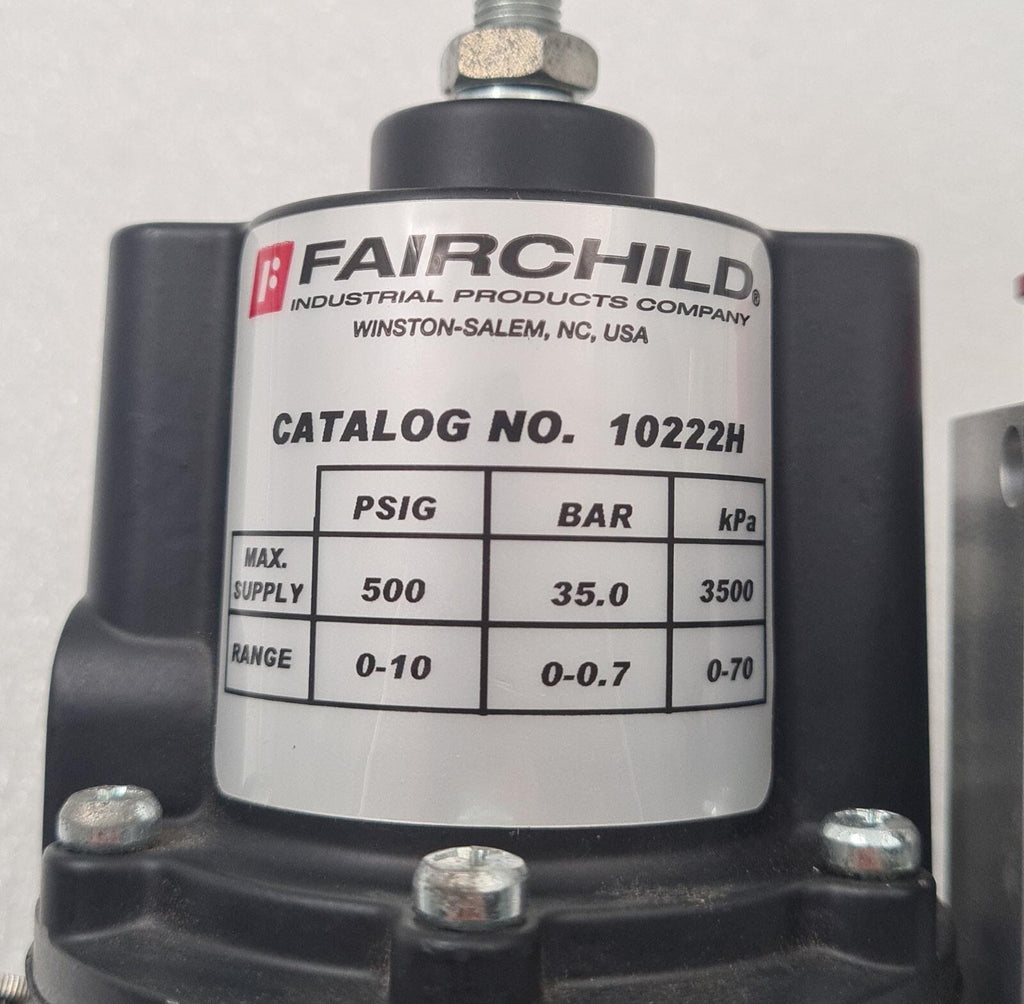 FAIRCHILD®
INDUSTRIAL PRODUCTS COMPANY
WINSTON-SALEM, NC, USA
CATALOG NO. 10222H
PSIG BAR kPa
MAX.
SUPPLY 500 35.0 3500
RANGE 0-10 0-0.7 0-70